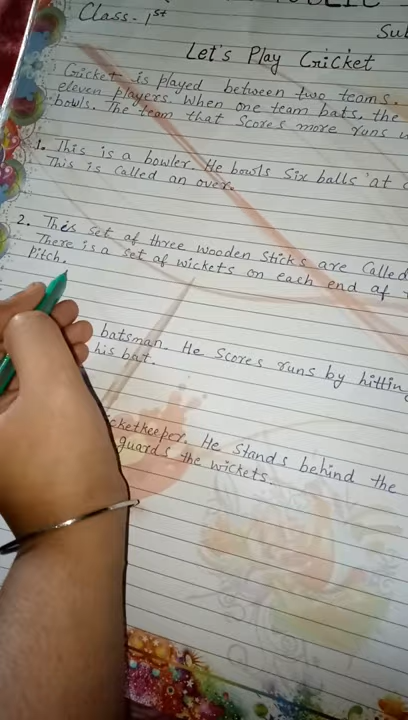 PUBLIC
Class - 1st
Let's Play Cricket
Cricket is played between two teams.
eleven players. When one team bats, the
bowls. The team that scores more runs
1. This is a bowler. He bowls six balls at
This is called an over.
2. This set of three wooden sticks are called
There is a set of wickets on each end of
pitch.
batsman. He scores runs by hitting
his bat.
icketkeeper. He stands behind the
guards the wickets.